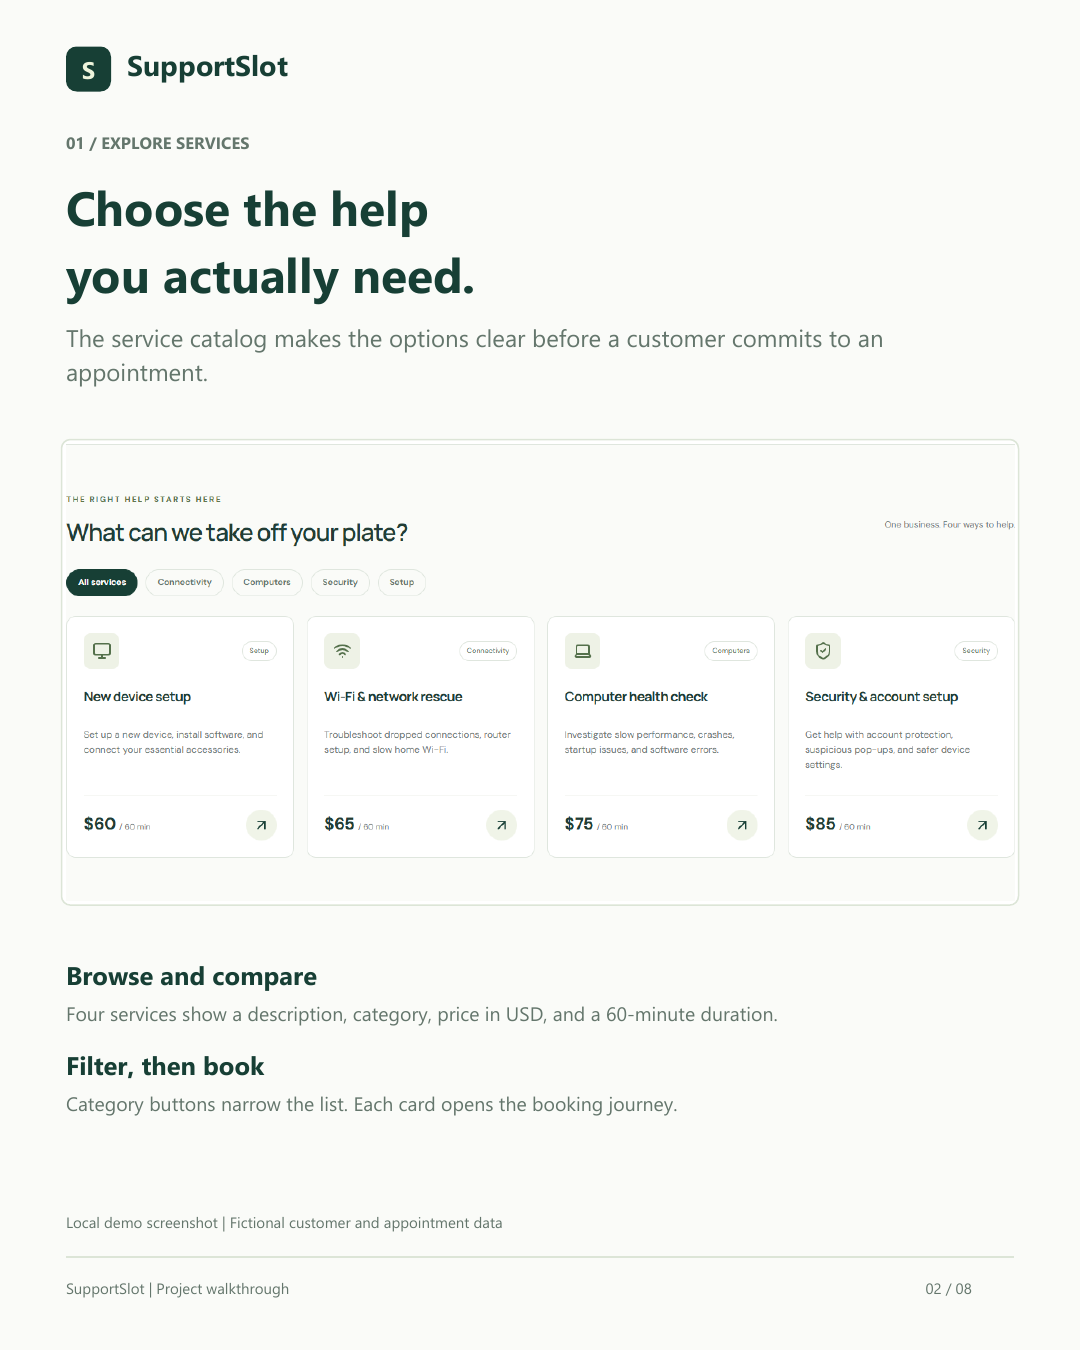 S
SupportSlot
01 / EXPLORE SERVICES
Choose the help
you actually need.
The service catalog makes the options clear before a customer commits to an
appointment.
THE RIGHT HELP STARTS HERE
What can we take off your plate?
One business. Four ways to help.
All services
Connectivity
Computers
Security
Setup
Setup
New device setup
Set up a new device, install software, and
connect your essential accessories.
$60 / 60 min
Connectivity
Wi-Fi & network rescue
Troubleshoot dropped connections, router
setup, and slow home Wi-Fi.
$65 / 60 min
Computers
Computer health check
Investigate slow performance, crashes,
startup issues, and software errors.
$75 / 60 min
Security
Security & account setup
Get help with account protection,
suspicious pop-ups, and safer device
settings.
$85 / 60 min
Browse and compare
Four services show a description, category, price in USD, and a 60-minute duration.
Filter, then book
Category buttons narrow the list. Each card opens the booking journey.
Local demo screenshot | Fictional customer and appointment data
SupportSlot | Project walkthrough
02 / 08